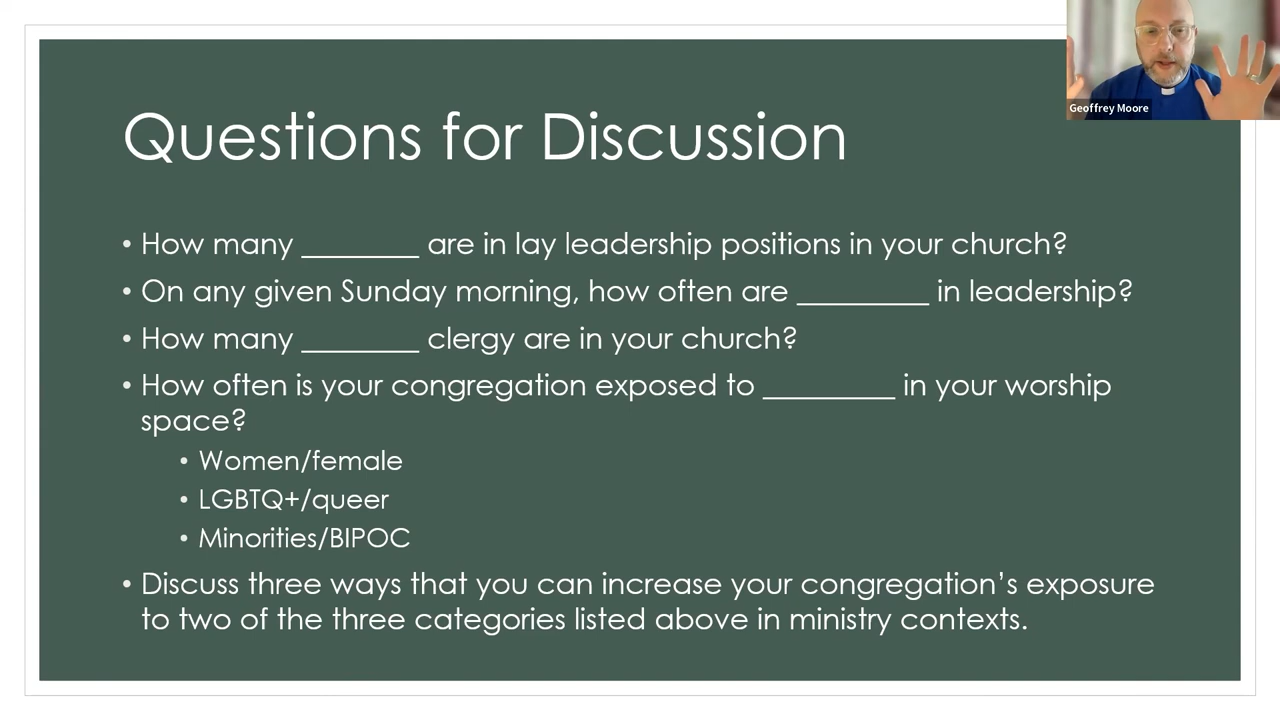 Geoffrey Moore
Questions for Discussion
• How many ________ are in lay leadership positions in your church?
• On any given Sunday morning, how often are _________ in leadership?
• How many ________ clergy are in your church?
• How often is your congregation exposed to _________ in your worship
space?
• Women/female
• LGBTQ+/queer
• Minorities/BIPOC
• Discuss three ways that you can increase your congregation’s exposure
to two of the three categories listed above in ministry contexts.